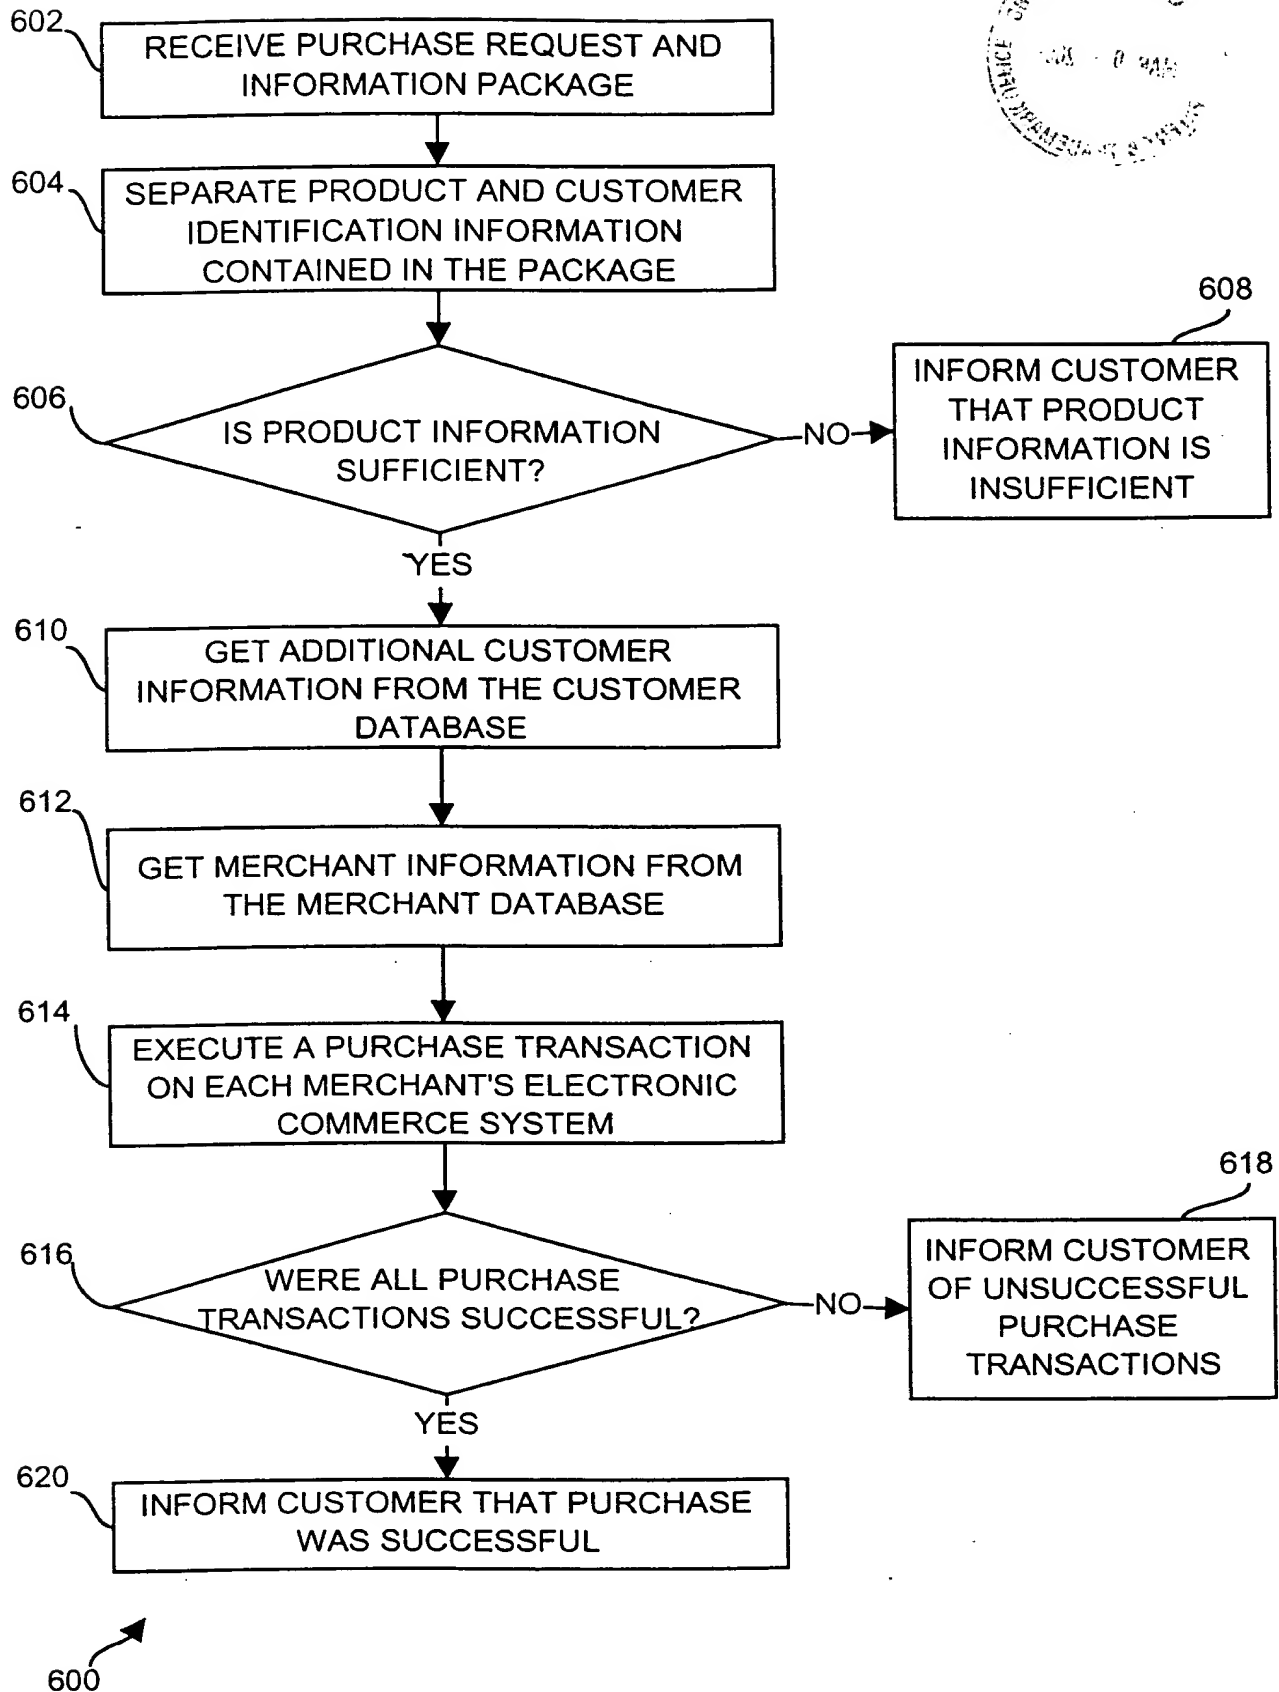 602
RECEIVE PURCHASE REQUEST AND
INFORMATION PACKAGE
604
SEPARATE PRODUCT AND CUSTOMER
IDENTIFICATION INFORMATION
CONTAINED IN THE PACKAGE
606
IS PRODUCT INFORMATION
SUFFICIENT?
NO
608
INFORM CUSTOMER
THAT PRODUCT
INFORMATION IS
INSUFFICIENT
YES
610
GET ADDITIONAL CUSTOMER
INFORMATION FROM THE CUSTOMER
DATABASE
612
GET MERCHANT INFORMATION FROM
THE MERCHANT DATABASE
614
EXECUTE A PURCHASE TRANSACTION
ON EACH MERCHANT'S ELECTRONIC
COMMERCE SYSTEM
616
WERE ALL PURCHASE
TRANSACTIONS SUCCESSFUL?
NO
618
INFORM CUSTOMER
OF UNSUCCESSFUL
PURCHASE
TRANSACTIONS
YES
620
INFORM CUSTOMER THAT PURCHASE
WAS SUCCESSFUL
600